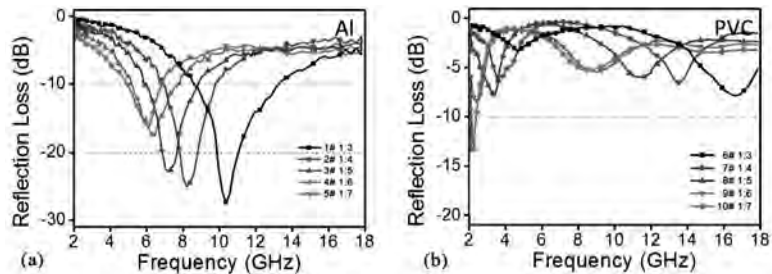 Al
Reflection Loss (dB)
0
-10
-20
-30
1# 1:3
2# 1:4
3# 1:5
4# 1:6
5# 1:7
2 4 6 8 10 12 14 16 18
(a) Frequency (GHz)
PVC
Reflection Loss (dB)
0
-5
-10
-15
-20
6# 1:3
7# 1:4
8# 1:5
9# 1:6
10# 1:7
2 4 6 8 10 12 14 16 18
(b) Frequency (GHz)